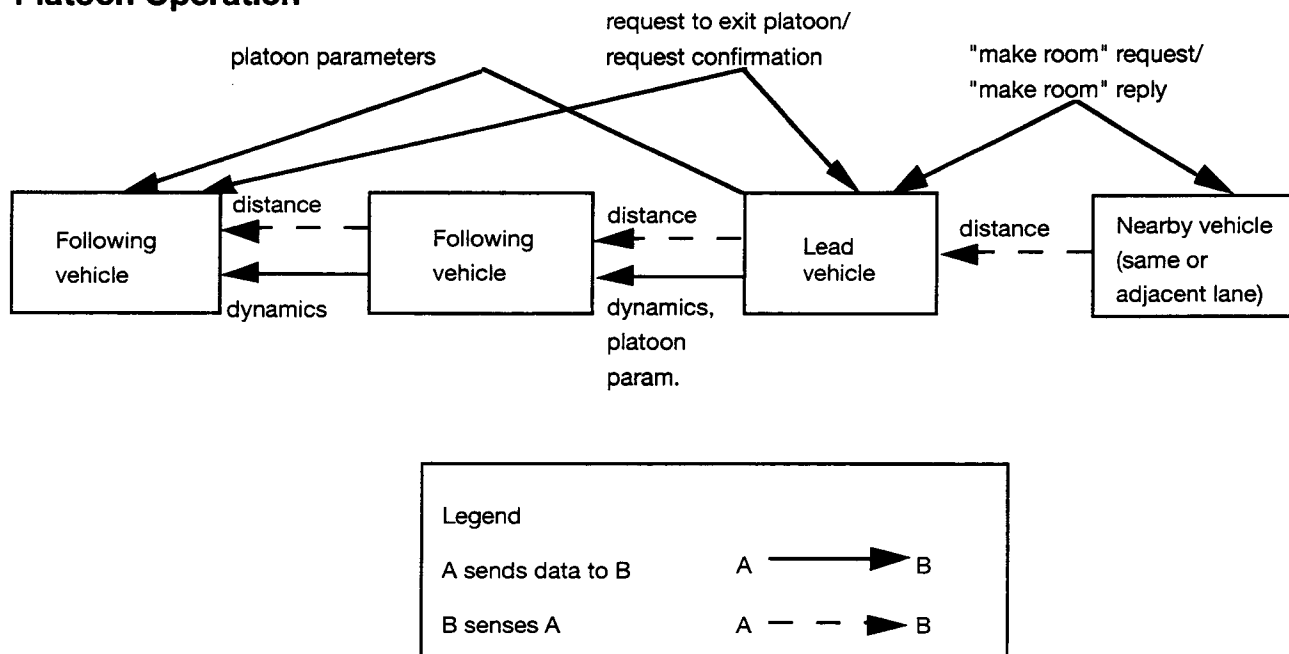 Platoon Operation
request to exit platoon/
request confirmation
platoon parameters
"make room" request/
"make room" reply
Following
vehicle
distance
dynamics
Following
vehicle
distance
dynamics,
platoon
param.
Lead
vehicle
distance
Nearby vehicle
(same or
adjacent lane)
Legend
A sends data to B
A
B
B senses A
A
B